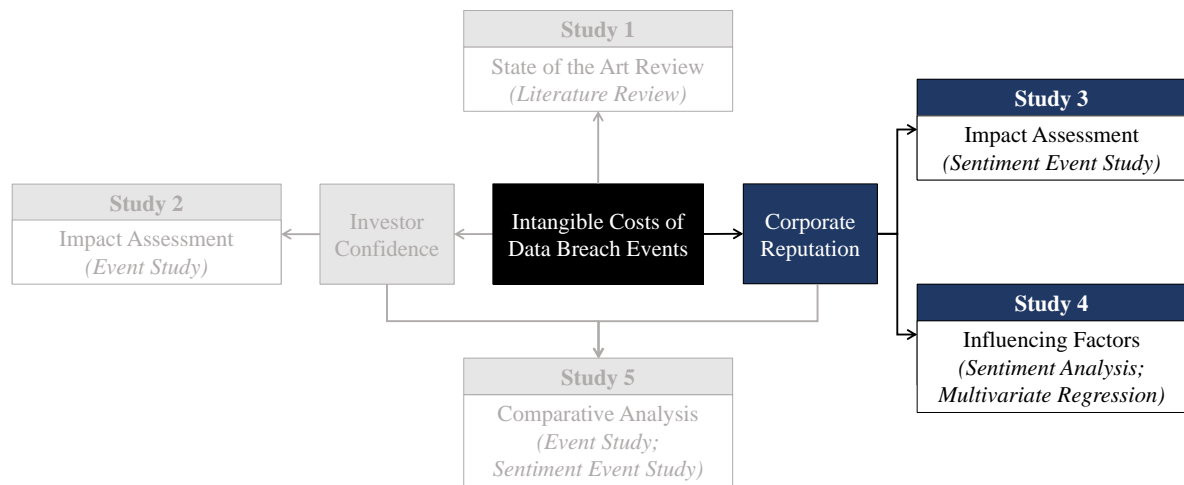 Study 1
State of the Art Review
(Literature Review)
Study 3
Impact Assessment
(Sentiment Event Study)
Study 2
Impact Assessment
(Event Study)
Investor
Confidence
Intangible Costs of
Data Breach Events
Corporate
Reputation
Study 4
Influencing Factors
(Sentiment Analysis;
Multivariate Regression)
Study 5
Comparative Analysis
(Event Study;
Sentiment Event Study)